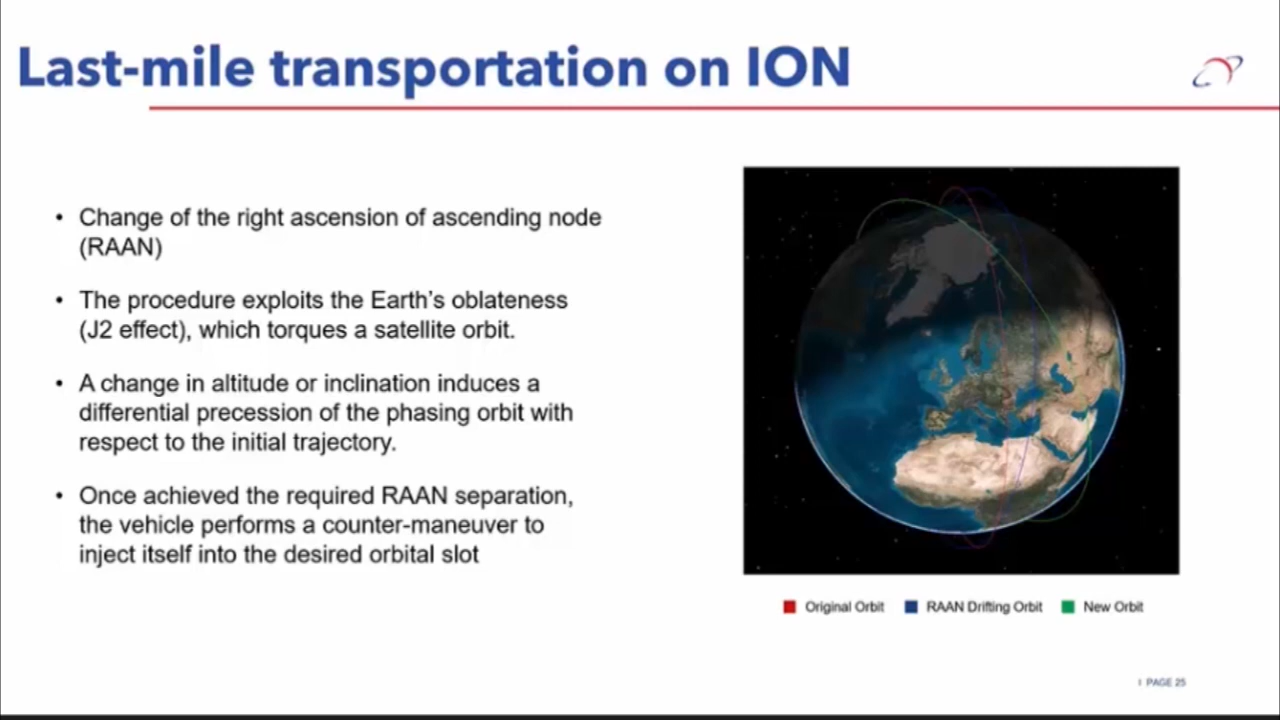 Last-mile transportation on ION
• Change of the right ascension of ascending node
(RAAN)
• The procedure exploits the Earth's oblateness
(J2 effect), which torques a satellite orbit.
• A change in altitude or inclination induces a
differential precession of the phasing orbit with
respect to the initial trajectory.
• Once achieved the required RAAN separation,
the vehicle performs a counter-maneuver to
inject itself into the desired orbital slot
Original Orbit RAAN Drifting Orbit New Orbit
I PAGE 25